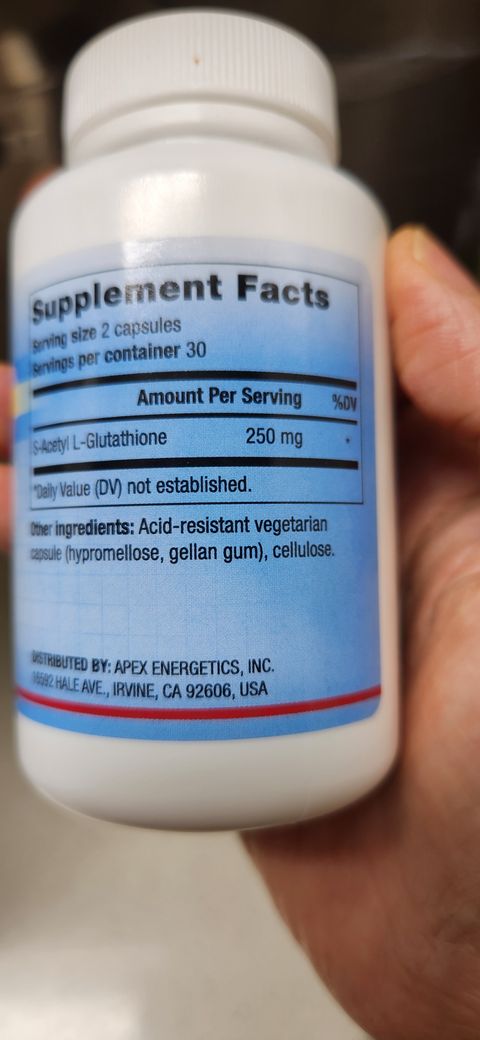 Supplement Facts
Serving size 2 capsules
Servings per container 30
Amount Per Serving %DV
S-Acetyl L-Glutathione 250 mg *
*Daily Value (DV) not established.
Other ingredients: Acid-resistant vegetarian
capsule (hypromellose, gellan gum), cellulose.
DISTRIBUTED BY: APEX ENERGETICS, INC.
16592 HALE AVE., IRVINE, CA 92606, USA